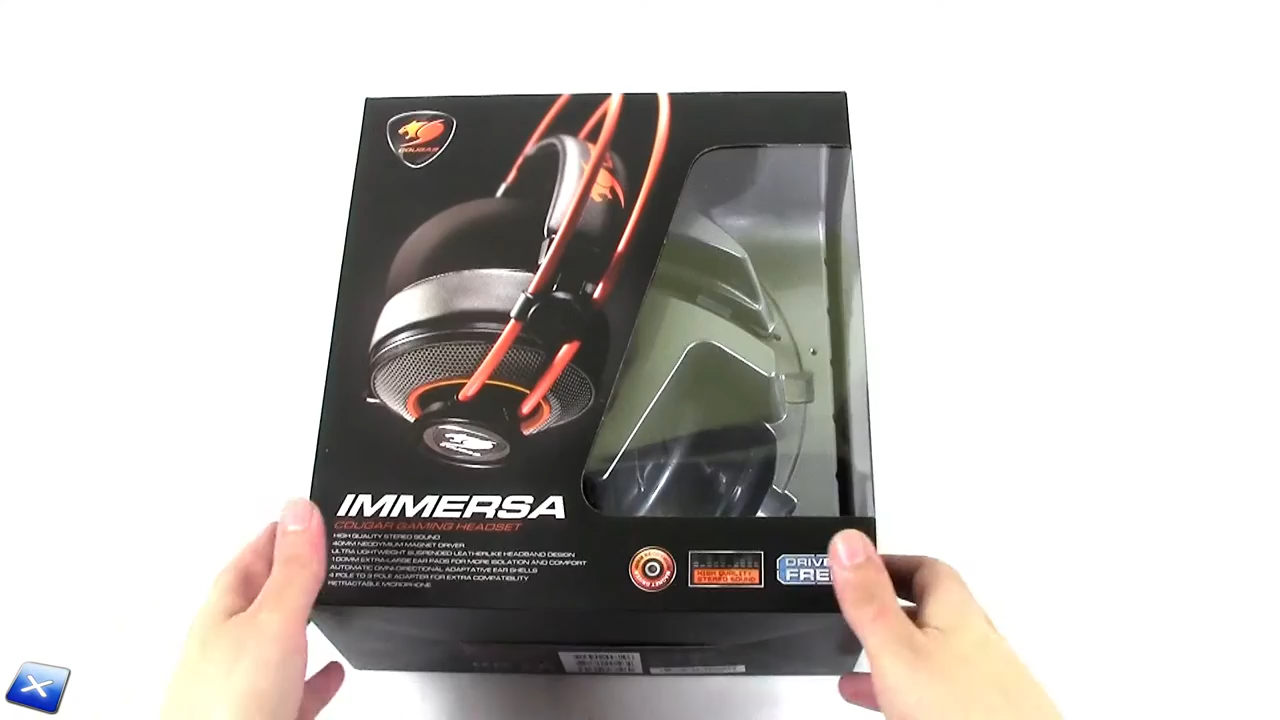 COUGAR
IMMERSA
COUGAR GAMING HEADSET
HIGH QUALITY STEREO SOUND
40MM NEODYMIUM MAGNET DRIVER
ULTRA LIGHTWEIGHT SUSPENDED LEATHERLIKE HEADBAND DESIGN
100MM EXTRA-LARGE EAR PADS FOR MORE ISOLATION AND COMFORT
AUTOMATIC OMNI-DIRECTIONAL ADAPTATIVE EAR SHELLS
4 POLE TO 3 POLE ADAPTER FOR EXTRA COMPATIBILITY
RETRACTABLE MICROPHONE
HIGH QUALITY
STEREO SOUND
DRIVE
FREE